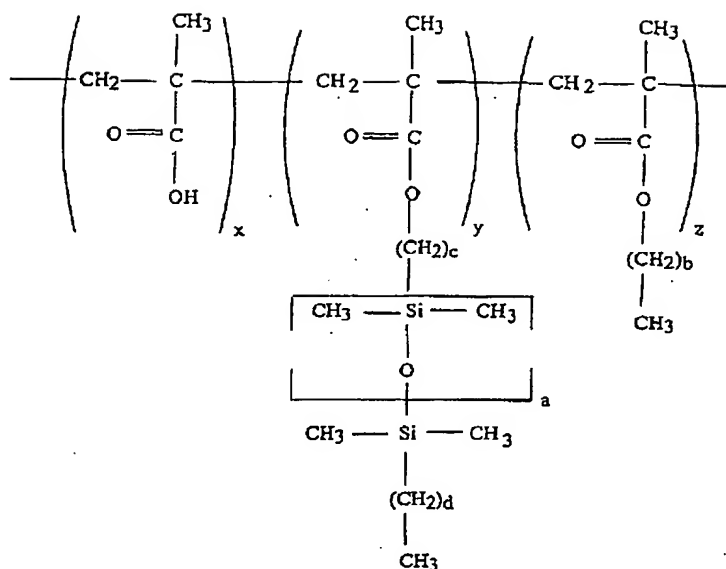 CH3 CH3 CH3
CH2 C CH2 C CH2 C
O C O C O C
OH O O
x y z
(CH2)c (CH2)b
CH3 Si CH3 CH3
O
a
CH3 Si CH3
(CH2)d
CH3